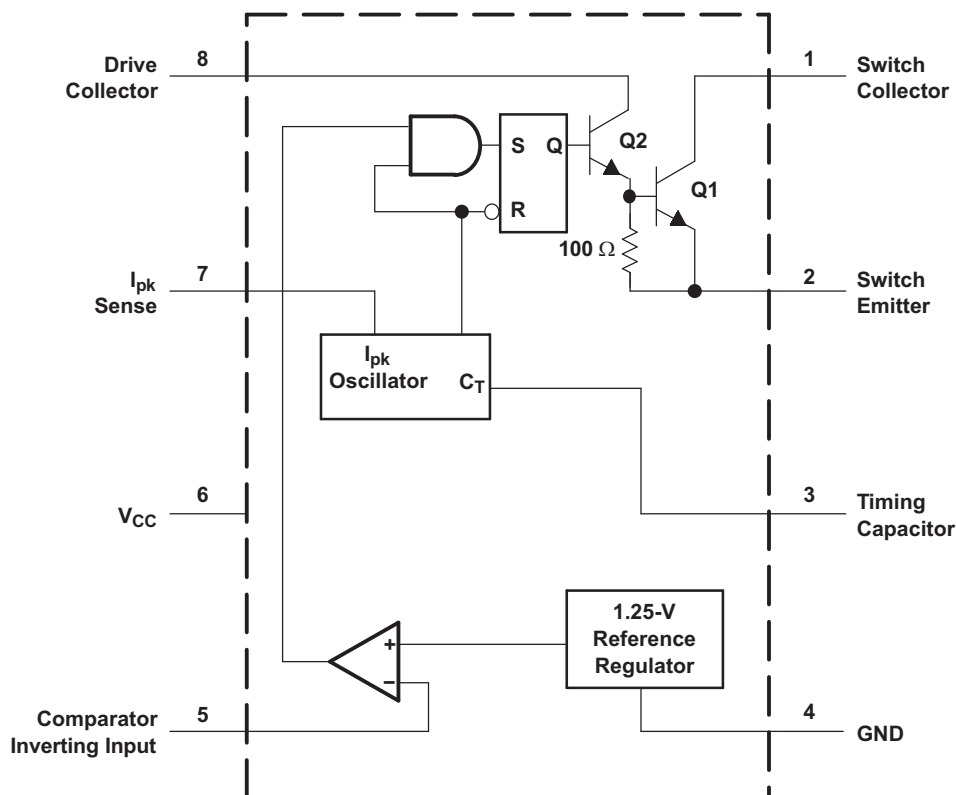 Drive
Collector
8
1
Switch
Collector
S
Q
R
Q2
Q1
100 Ω
Ipk
Sense
7
2
Switch
Emitter
Ipk
Oscillator
CT
VCC
6
3
Timing
Capacitor
1.25-V
Reference
Regulator
+
−
Comparator
Inverting Input
5
4
GND